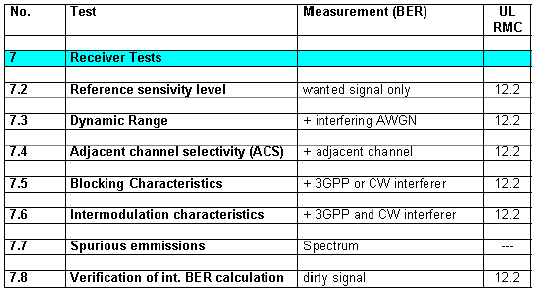 No. Test Measurement (BER) UL RMC
7 Receiver Tests
7.2 Reference sensivity level wanted signal only 12.2
7.3 Dynamic Range + interfering AWGN 12.2
7.4 Adjacent channel selectivity (ACS) + adjacent channel 12.2
7.5 Blocking Characteristics + 3GPP or CW interferer 12.2
7.6 Intermodulation characteristics + 3GPP and CW interferer 12.2
7.7 Spurious emmissions Spectrum ---
7.8 Verification of int. BER calculation dirty signal 12.2